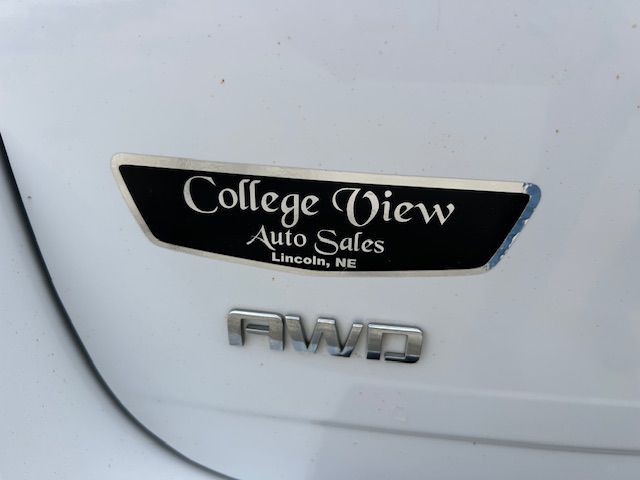 College View
Auto Sales
Lincoln, NE
AWD